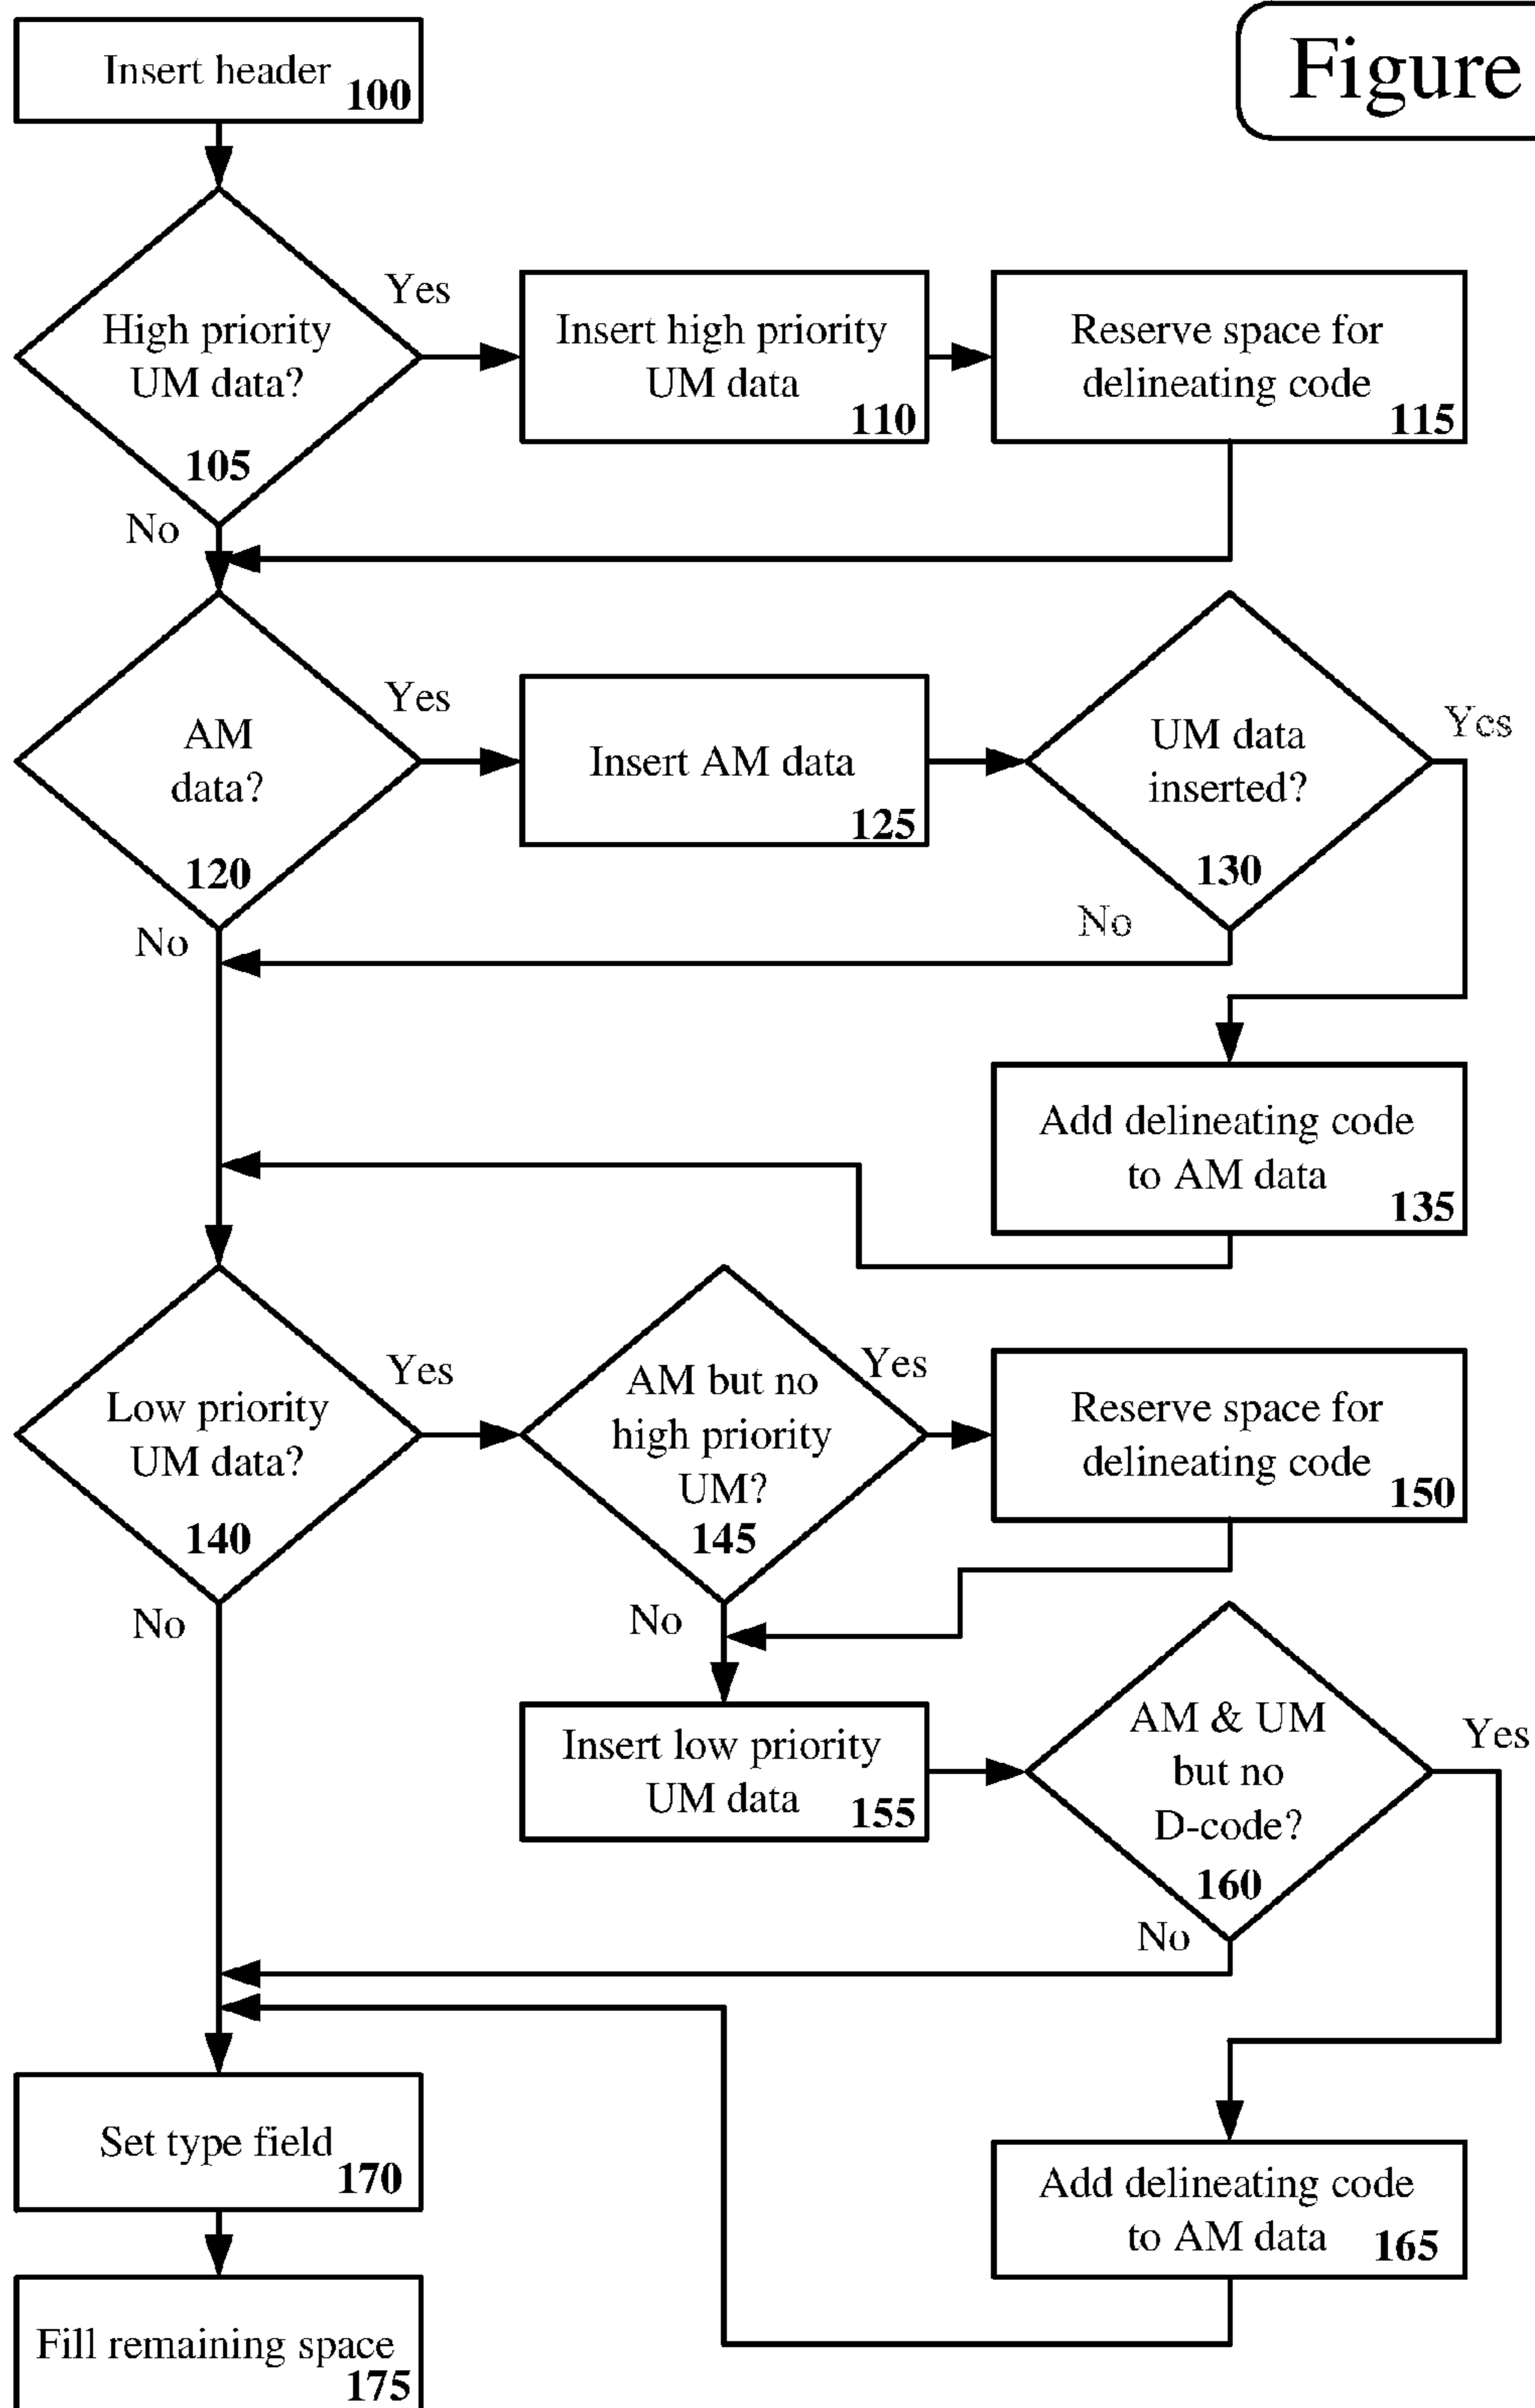 Figure
Insert header
100
High priority
UM data?
105
Yes
No
Insert high priority
UM data
110
Reserve space for
delineating code
115
AM
data?
120
Yes
No
Insert AM data
125
UM data
inserted?
130
Yes
No
Add delineating code
to AM data
135
Low priority
UM data?
140
Yes
No
AM but no
high priority
UM?
145
Yes
No
Reserve space for
delineating code
150
Insert low priority
UM data
155
AM & UM
but no
D-code?
160
Yes
No
Add delineating code
to AM data
165
Set type field
170
Fill remaining space
175